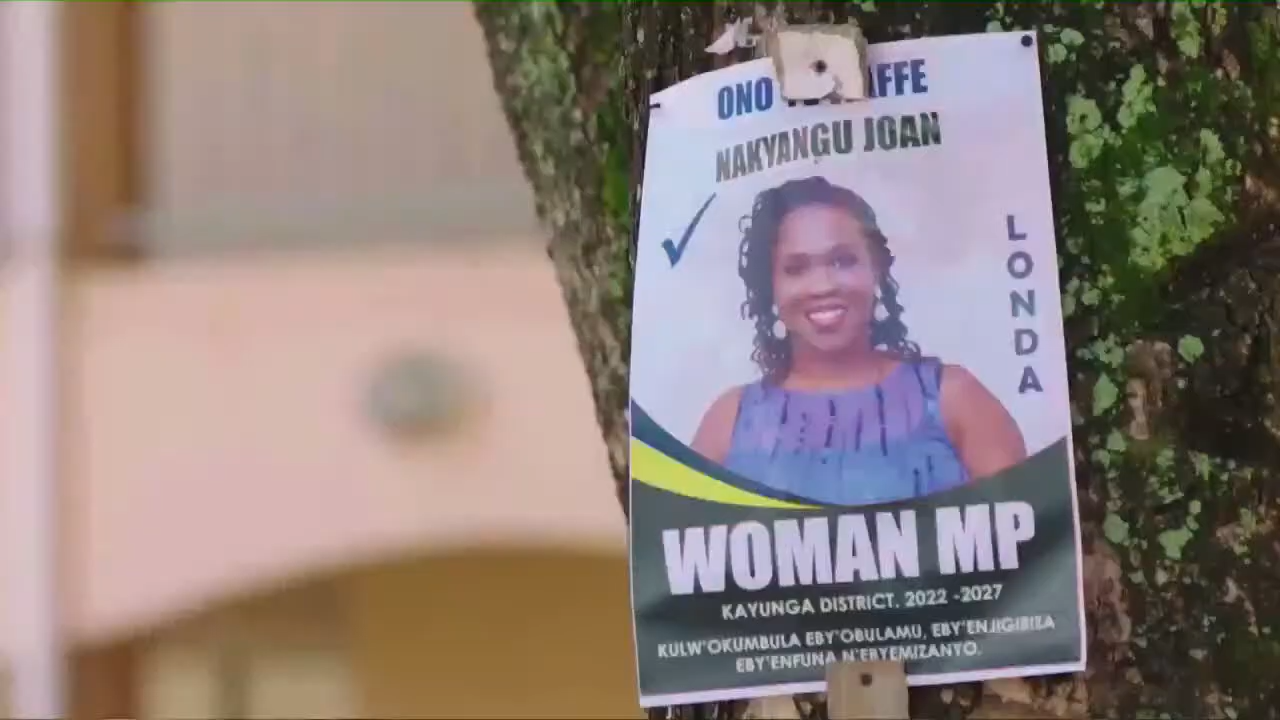 ONO AFFE
NAKYANGU JOAN
LONDA
WOMAN MP
KAYUNGA DISTRICT, 2022 -2027
KULW'OKUMBULA EBY'OBULAMU, EBY'ENJIGIRIZA
EBY'ENFUNA N'EBYEMIZANYO.